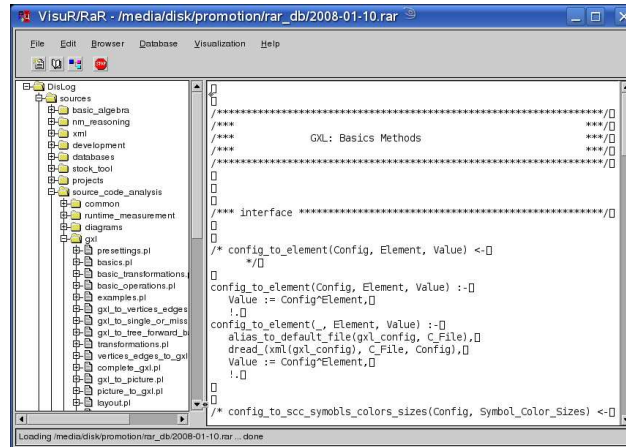 VisuR/RaR - /media/disk/promotion/rar_db/2008-01-10.rar
File Edit Browser Database Visualization Help
DisLog
sources
basic_algebra
nm_reasoning
xml
development
databases
stock_tool
projects
source_code_analysis
common
runtime_measurement
diagrams
gxl
presettings.pl
basics.pl
basic_transformations.
basic_operations.pl
examples.pl
gxl_to_vertices_edges
gxl_to_single_or_miss
gxl_to_tree_forward_b
transformations.pl
vertices_edges_to_gxl
complete_gxl.pl
gxl_to_picture.pl
picture_to_gxl.pl
layout.pl
/******************************************************************/
/*** ***/
/*** GXL: Basics Methods ***/
/*** ***/
/******************************************************************/
/*** interface ****************************************************/
/* config_to_element(Config, Element, Value) <-
*/
config_to_element(Config, Element, Value) :-
Value := Config^Element,
!.
config_to_element(_, Element, Value) :-
alias_to_default_file(gxl_config, C_File),
dread_(xml(gxl_config), C_File, Config),
Value := Config^Element,
!.
/* config_to_scc_symobls_colors_sizes(Config, Symbol_Color_Sizes) <-
Loading /media/disk/promotion/rar_db/2008-01-10.rar ... done